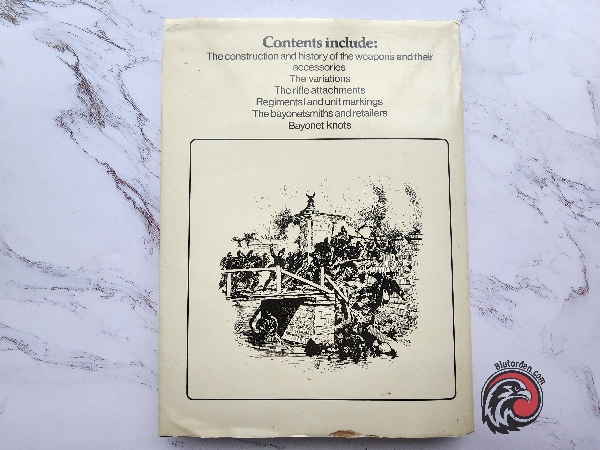 Contents include:
The construction and history of the weapons and their
accessories
The variations
The rifle attachments
Regimental and unit markings
The bayonetsmiths and retailers
Bayonet knots
Blutorden.com